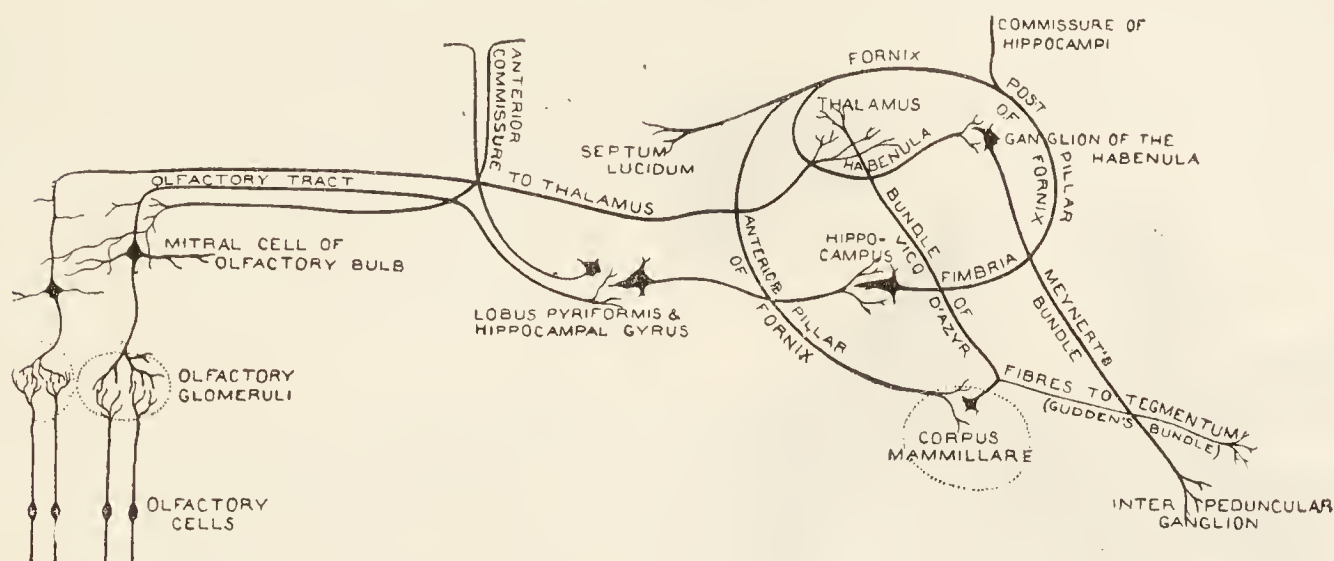 COMMISSURE OF
HIPPOCAMPI
ANTERIOR
COMMISSURE
FORNIX
POST PILLAR
OF FORNIX
THALAMUS
SEPTUM
LUCIDUM
HABENULA
GANGLION OF THE
HABENULA
OLFACTORY TRACT
TO THALAMUS
MITRAL CELL OF
OLFACTORY BULB
ANTERIOR PILLAR
OF FORNIX
HIPPO-
CAMPUS
BUNDLE OF
VICQ D'AZYR
FIMBRIA
MEYNERT'S
BUNDLE
LOBUS PYRIFORMIS &
HIPPOCAMPAL GYRUS
OLFACTORY
GLOMERULI
FIBRES TO TEGMENTUM
(GUDDEN'S BUNDLE)
CORPUS
MAMMILLARE
OLFACTORY
CELLS
INTER PEDUNCULAR
GANGLION